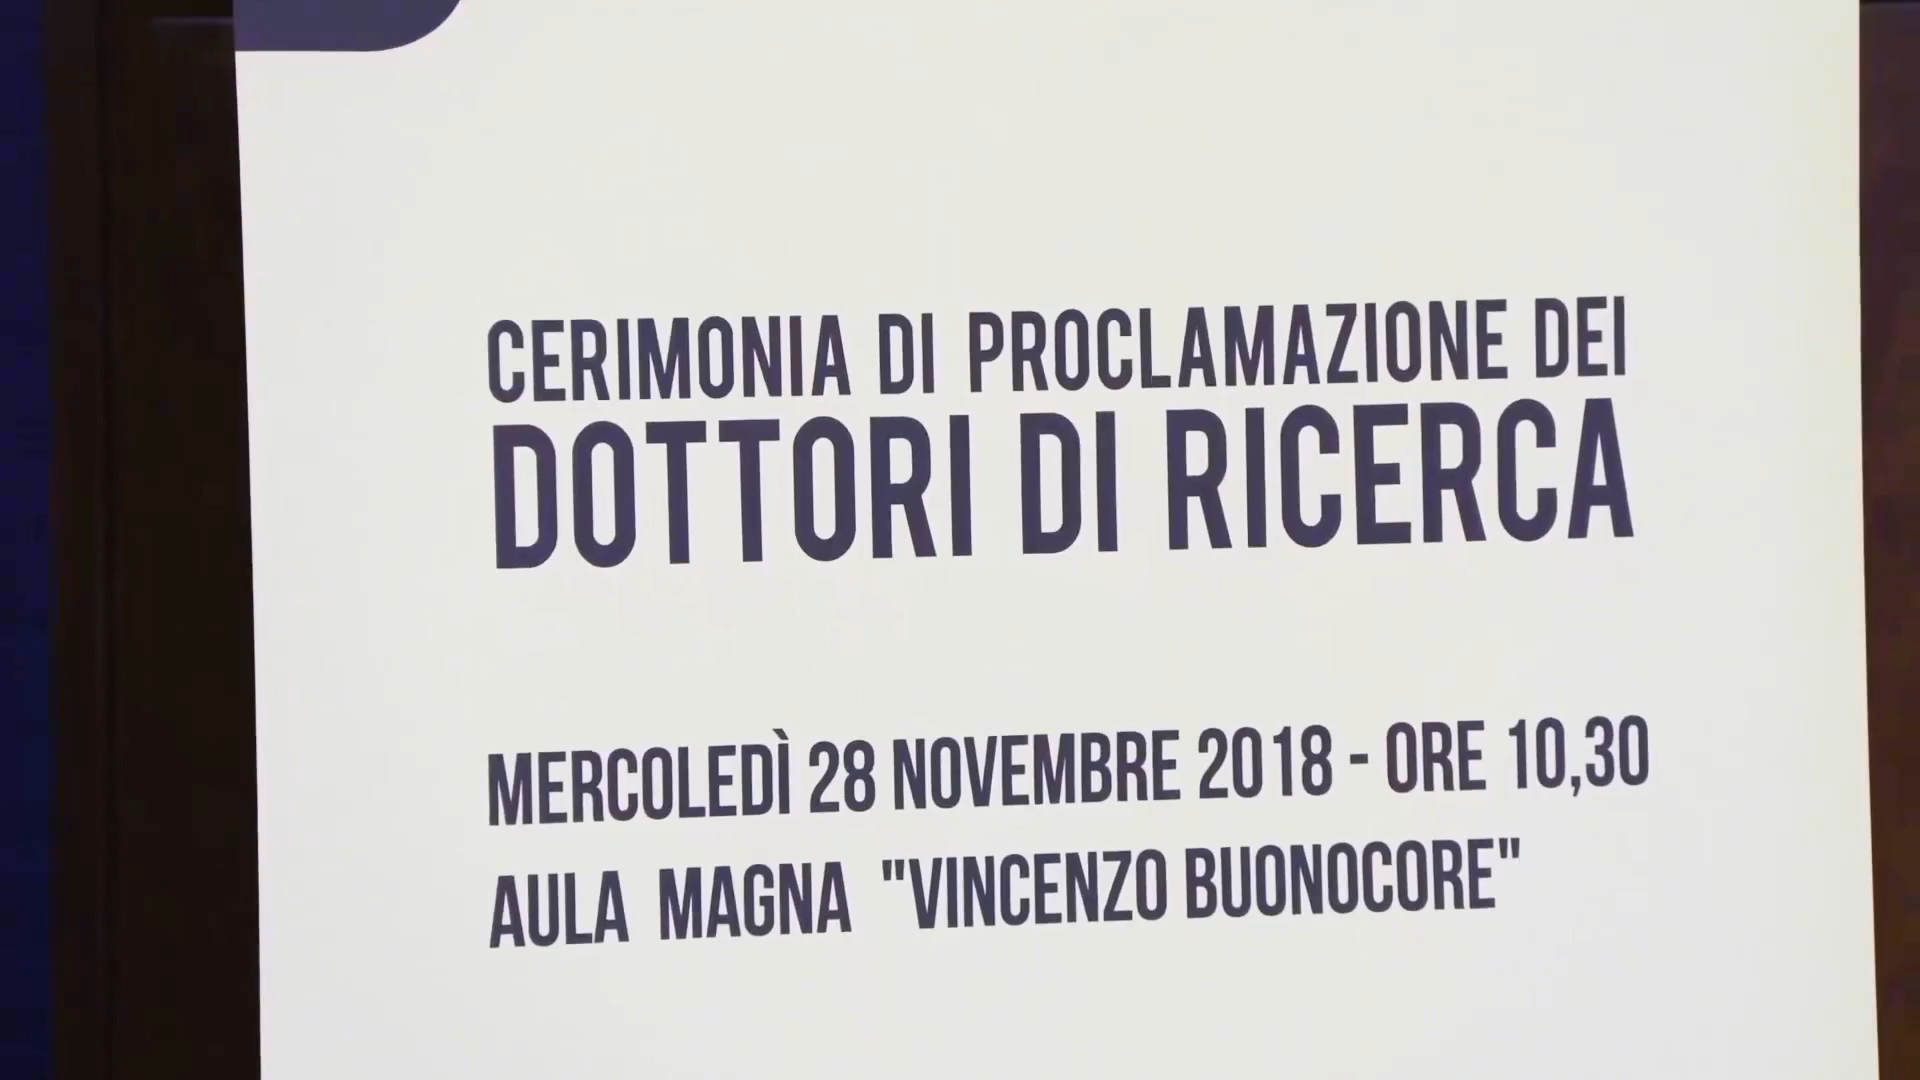 CERIMONIA DI PROCLAMAZIONE DEI
DOTTORI DI RICERCA
MERCOLEDÌ 28 NOVEMBRE 2018 - ORE 10,30
AULA MAGNA "VINCENZO BUONOCORE"